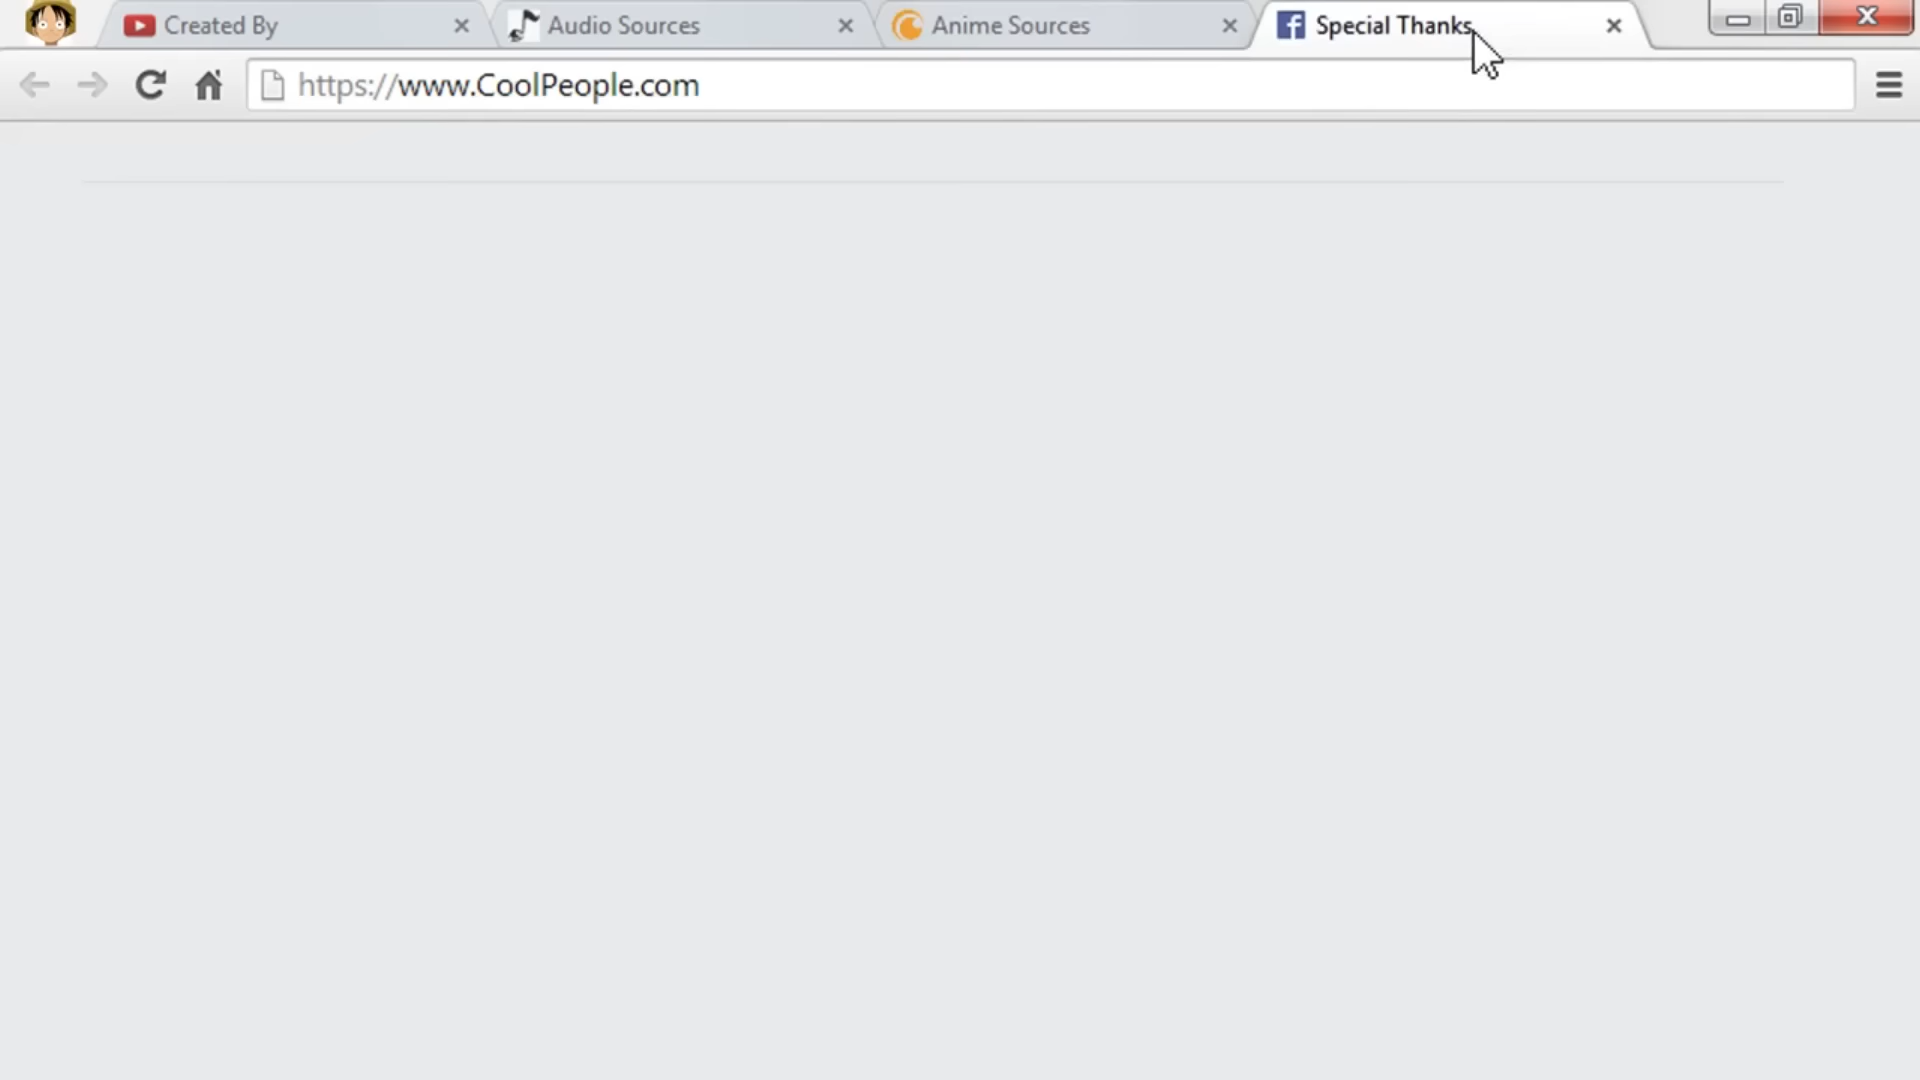 Created By
Audio Sources
Anime Sources
Special Thanks
https://www.CoolPeople.com